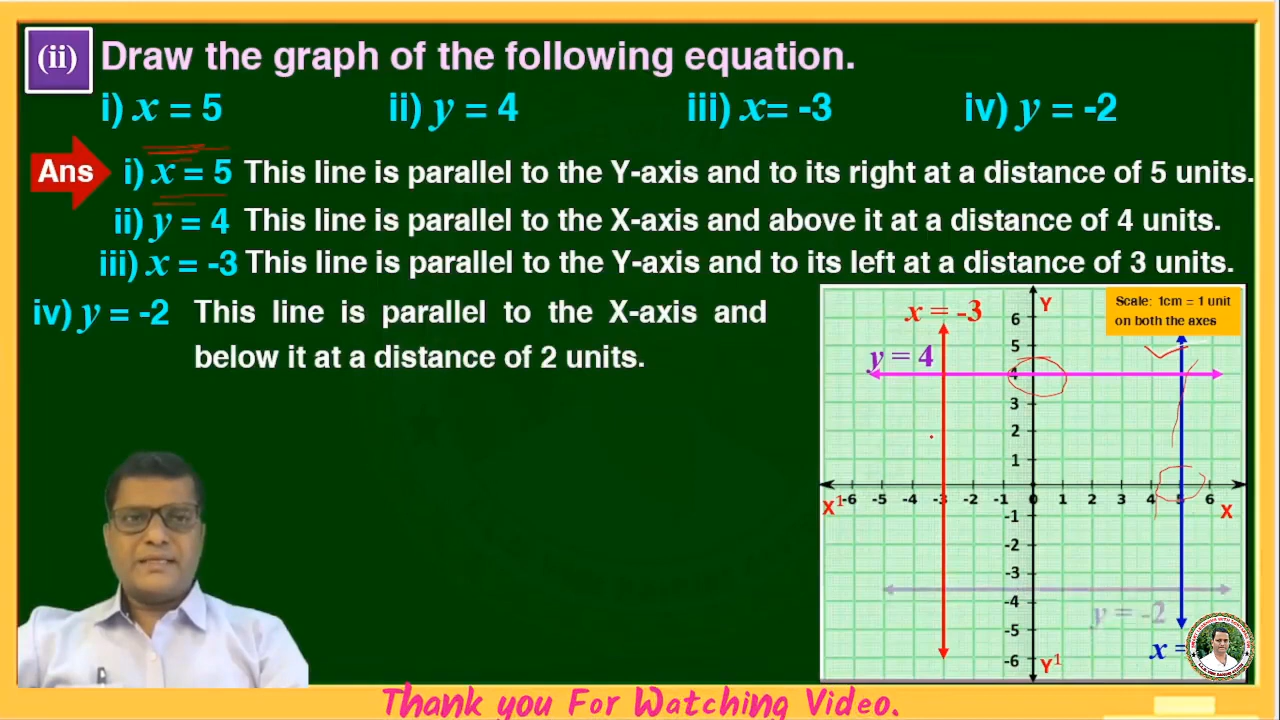 (ii) Draw the graph of the following equation.
i) x = 5 ii) y = 4 iii) x= -3 iv) y = -2
Ans i) x = 5 This line is parallel to the Y-axis and to its right at a distance of 5 units.
ii) y = 4 This line is parallel to the X-axis and above it at a distance of 4 units.
iii) x = -3 This line is parallel to the Y-axis and to its left at a distance of 3 units.
iv) y = -2 This line is parallel to the X-axis and
below it at a distance of 2 units.
Scale: 1cm = 1 unit
on both the axes
x = -3
Y
6
5
y = 4
4
3
2
1
-6 -5 -4 -3 -2 -1 0 1 2 3 4 5 6
X¹ X
-1
-2
-3
-4
y = -2
-5
x =
-6 Y¹
Thank you For Watching Video.